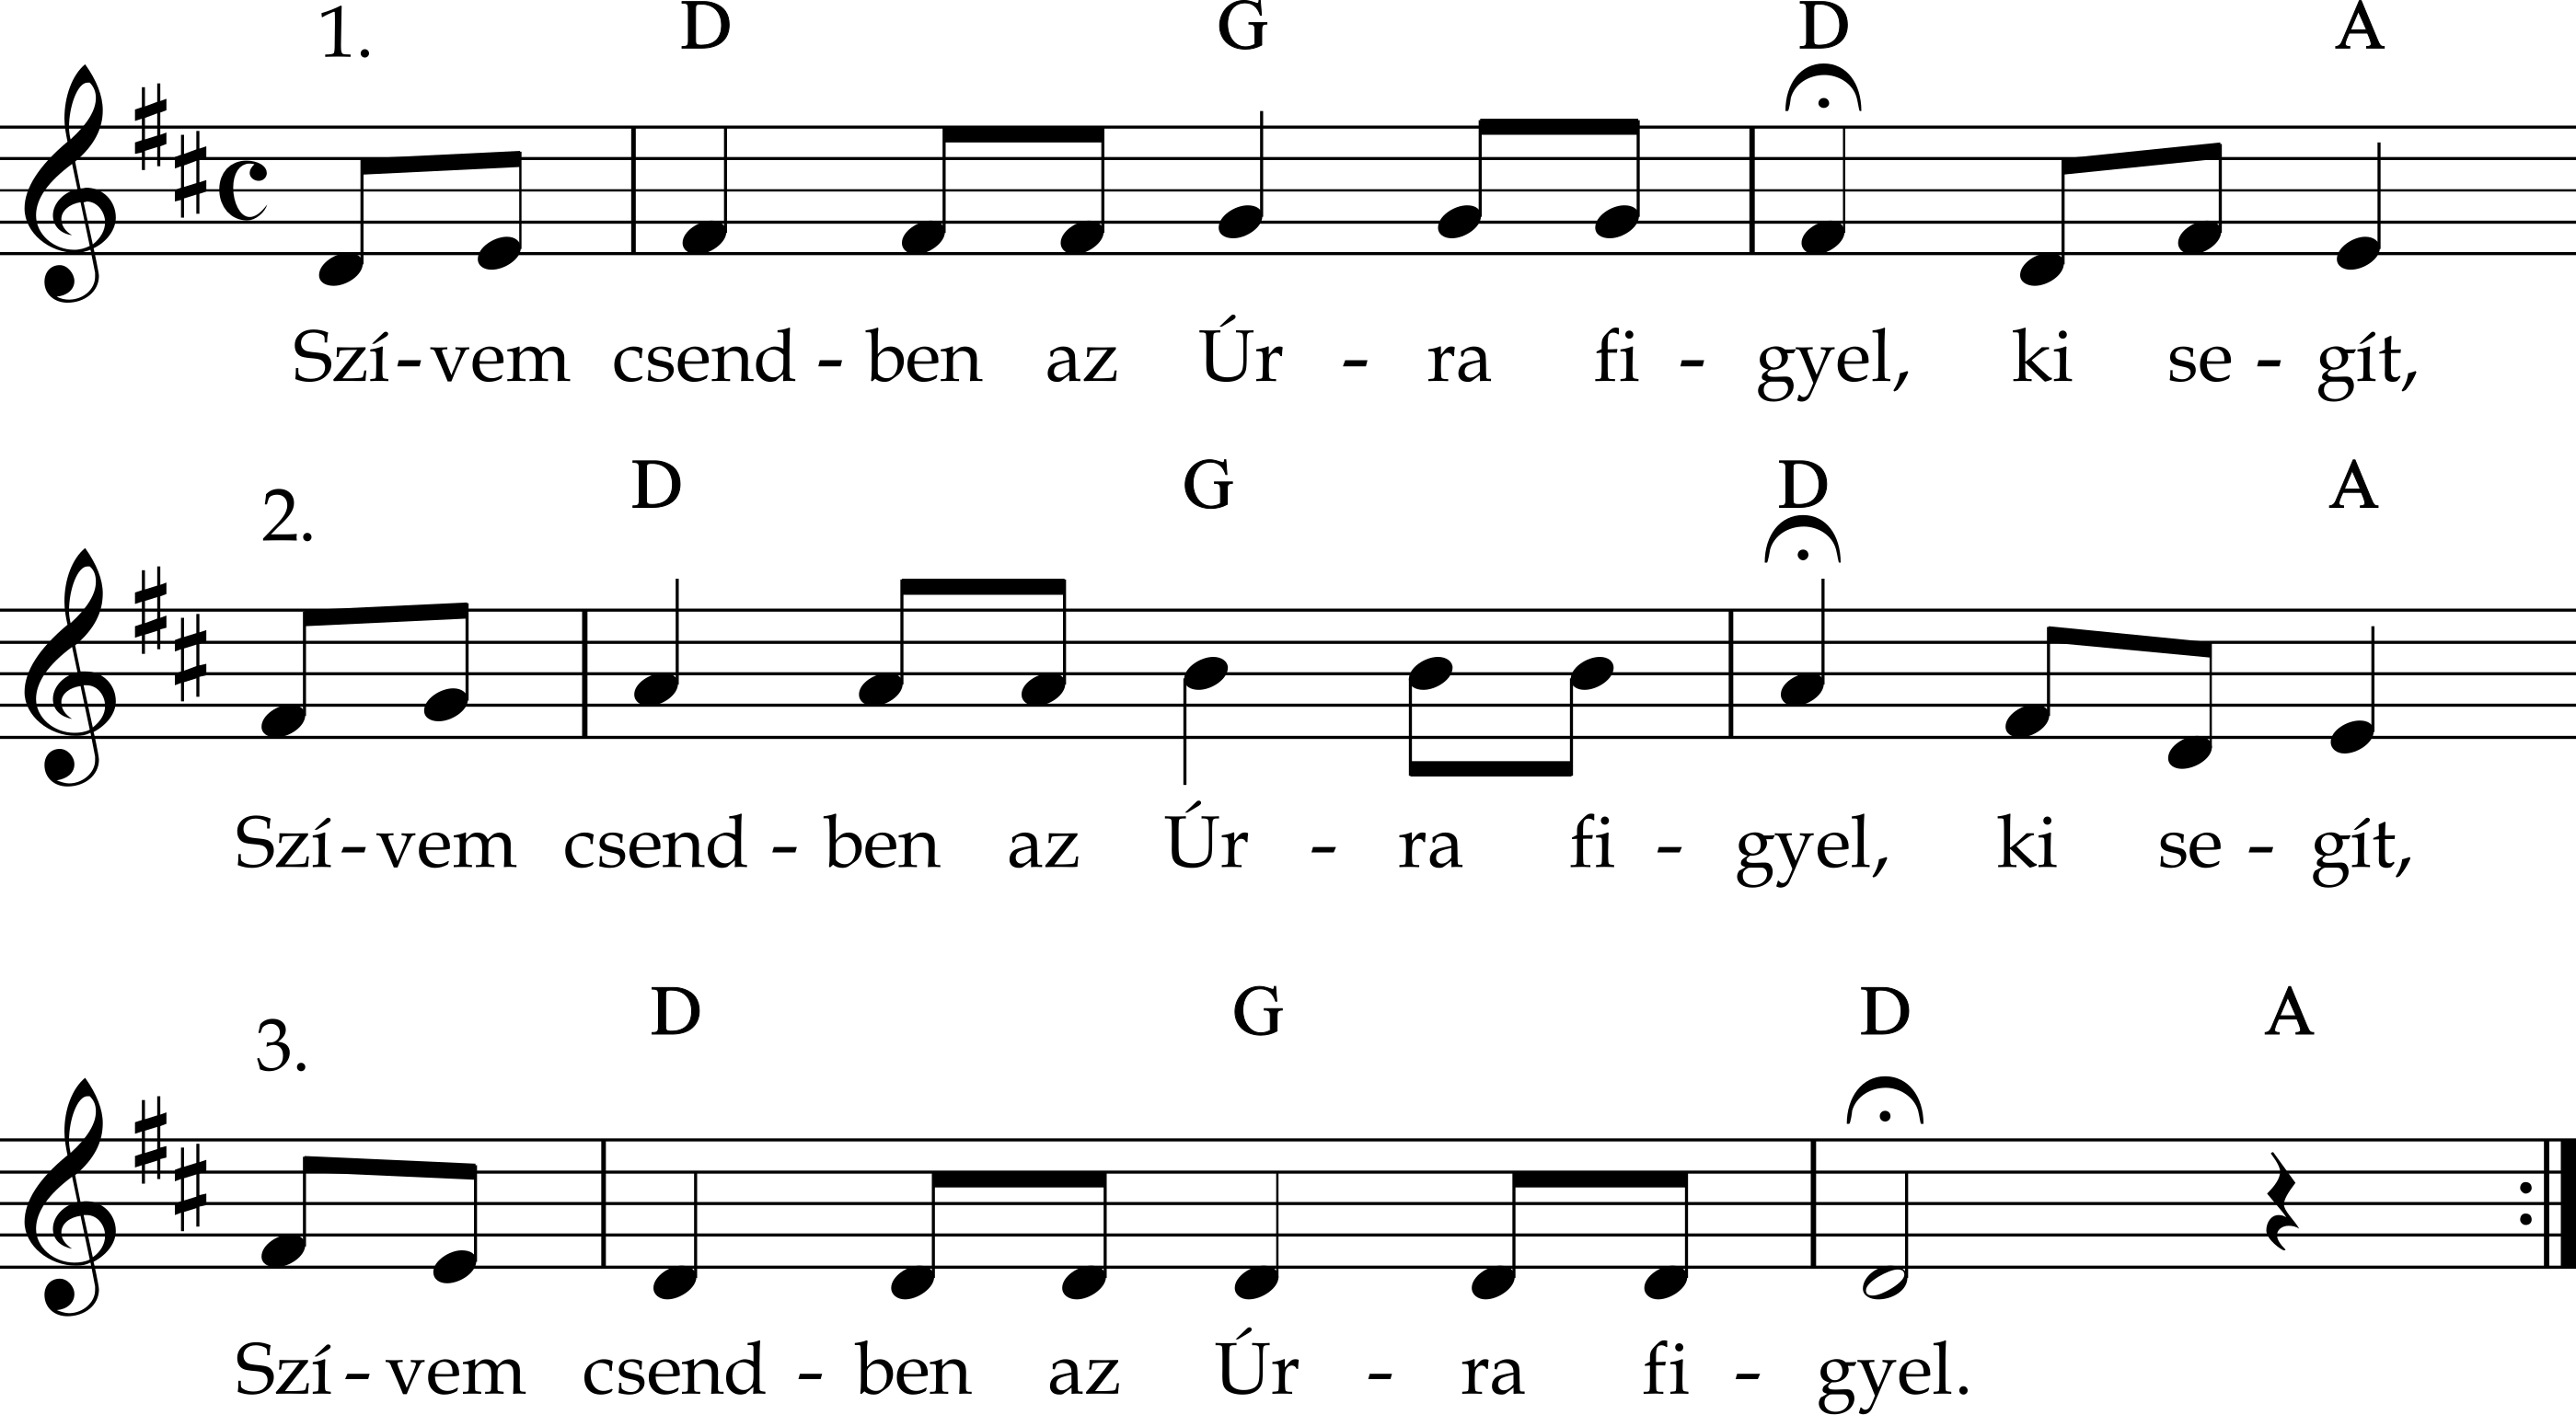 1. D G D A
Szí-vem csend-ben az Úr-ra fi-gyel, ki se-gít,
2. D G D A
Szí-vem csend-ben az Úr-ra fi-gyel, ki se-gít,
3. D G D A
Szí-vem csend-ben az Úr-ra fi-gyel.